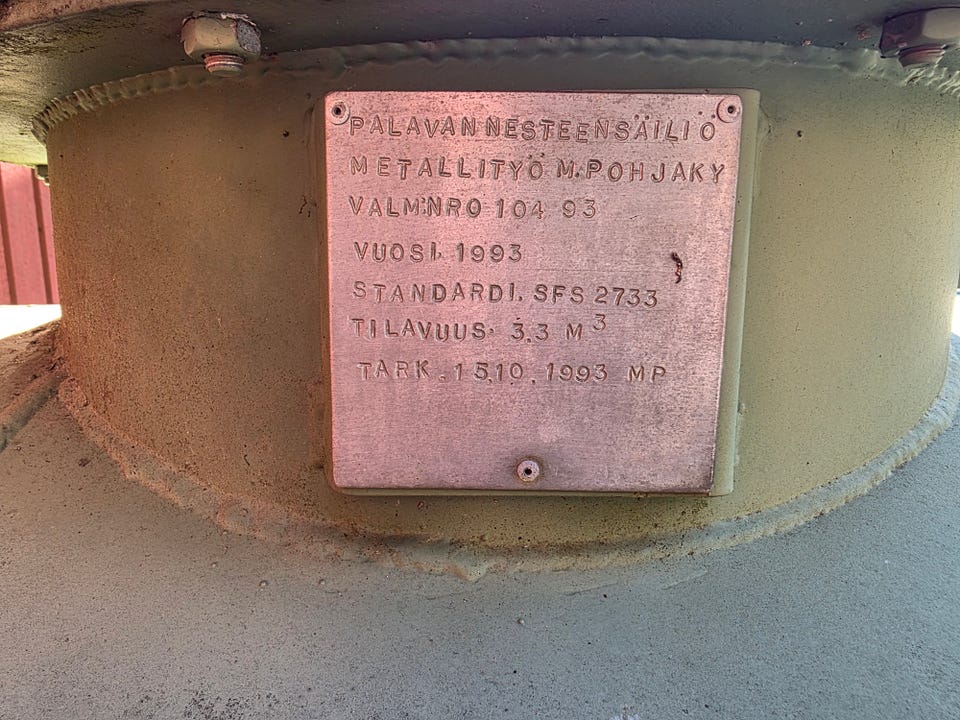 PALAVAN NESTEEN SÄILIÖ
METALLITYÖ M.POHJAKY
VALM.NRO 104 93
VUOSI. 1993
STANDARDI. SFS 2733
TILAVUUS. 3.3 M³
TARK. 15.10. 1993 MP